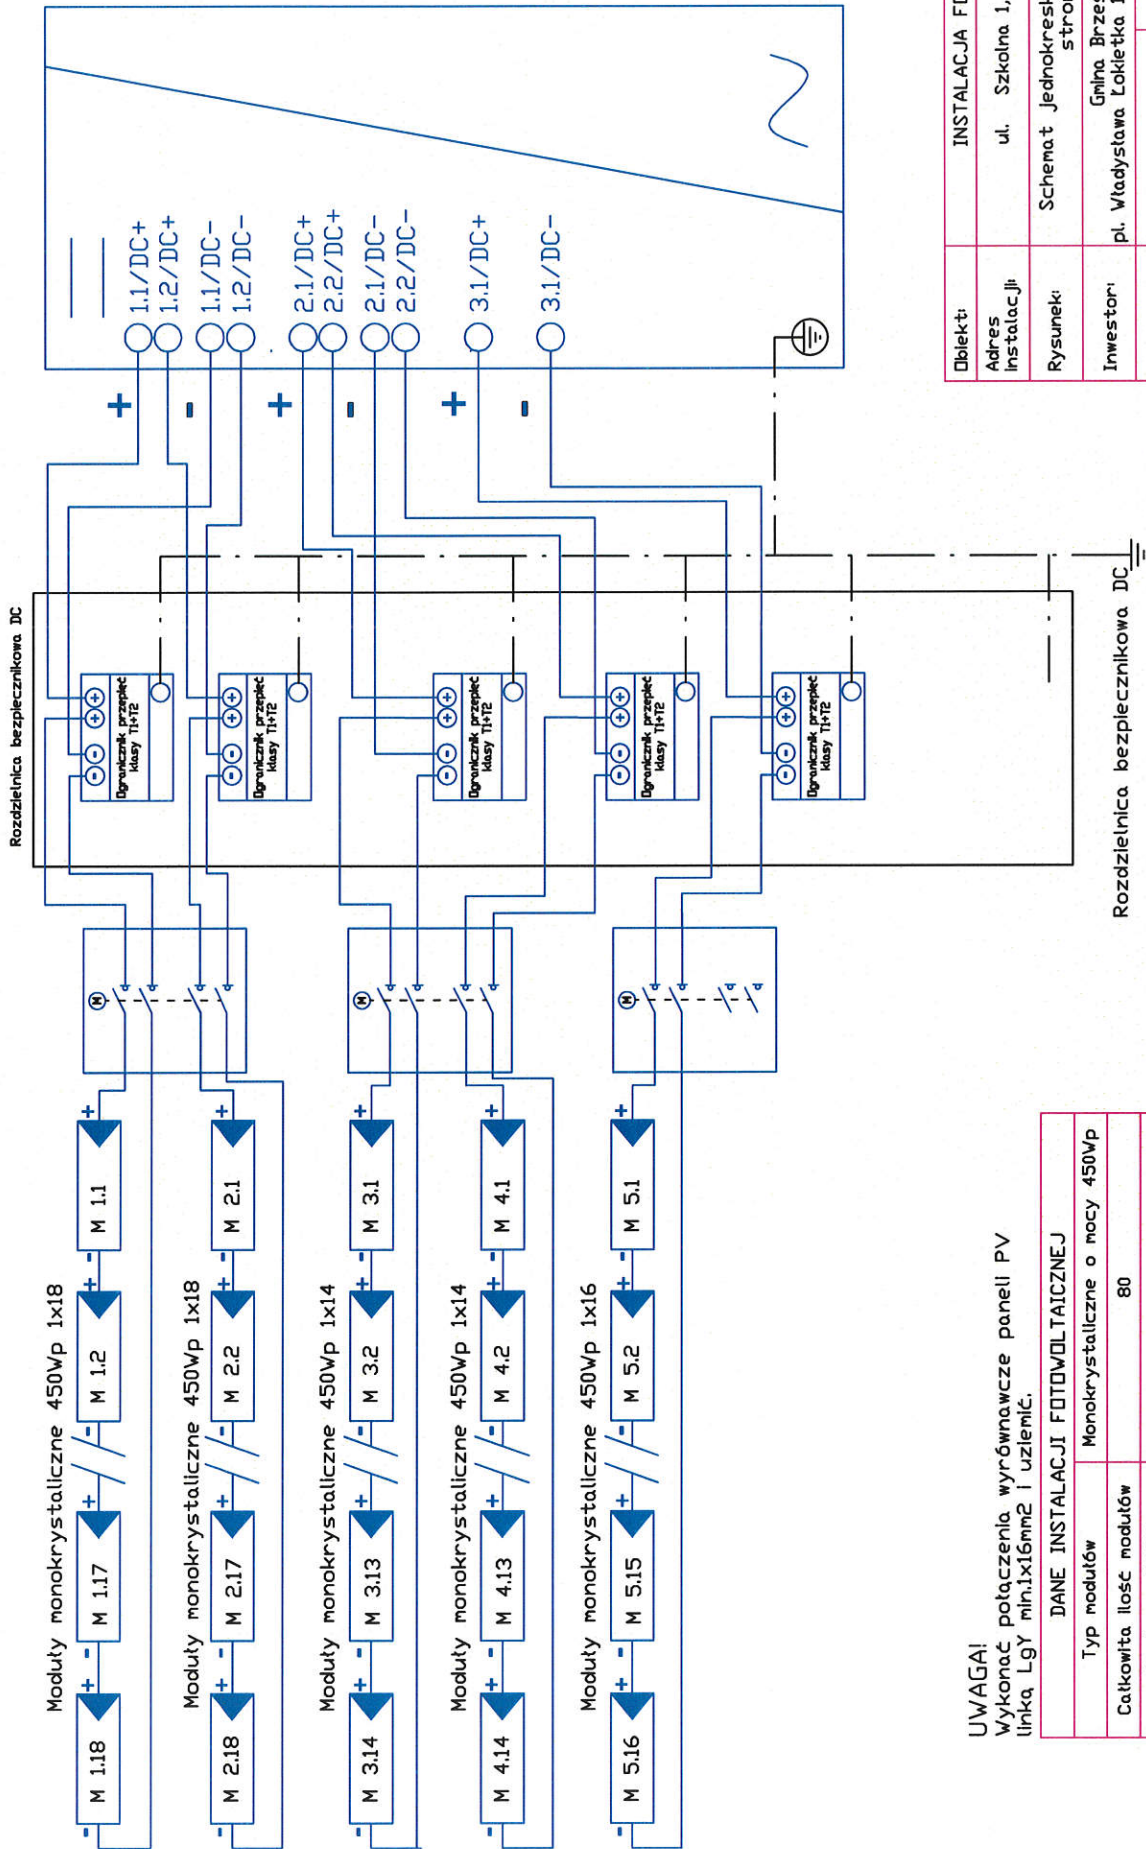 Moduły monokrystaliczne 450Wp 1x18
M 1.18
M 1.17
M 1.2
M 1.1
Moduły monokrystaliczne 450Wp 1x18
M 2.18
M 2.17
M 2.2
M 2.1
Moduły monokrystaliczne 450Wp 1x14
M 3.14
M 3.13
M 3.2
M 3.1
Moduły monokrystaliczne 450Wp 1x14
M 4.14
M 4.13
M 4.2
M 4.1
Moduły monokrystaliczne 450Wp 1x16
M 5.16
M 5.15
M 5.2
M 5.1
M
M
M
Rozdzielnica bezpiecznikowa DC
Ogranicznik przepięć
klasy T1+T2
Ogranicznik przepięć
klasy T1+T2
Ogranicznik przepięć
klasy T1+T2
Ogranicznik przepięć
klasy T1+T2
Ogranicznik przepięć
klasy T1+T2
Rozdzielnica bezpiecznikowa DC
1.1/DC+
1.2/DC+
1.1/DC-
1.2/DC-
2.1/DC+
2.2/DC+
2.1/DC-
2.2/DC-
3.1/DC+
3.1/DC-
UWAGA!
Wykonać połączenia wyrównawcze paneli PV
linką LgY min.1x16mm2 i uziemić.
DANE INSTALACJI FOTOWOLTAICZNEJ
Typ modułów Monokrystaliczne o mocy 450Wp
Całkowita ilość modułów 80
Obiekt: INSTALACJA
Adres ul. Szkolna 1,
instalacji:
Rysunek: Schemat
Inwestor: Gmina
pl. Władysława Łokietka